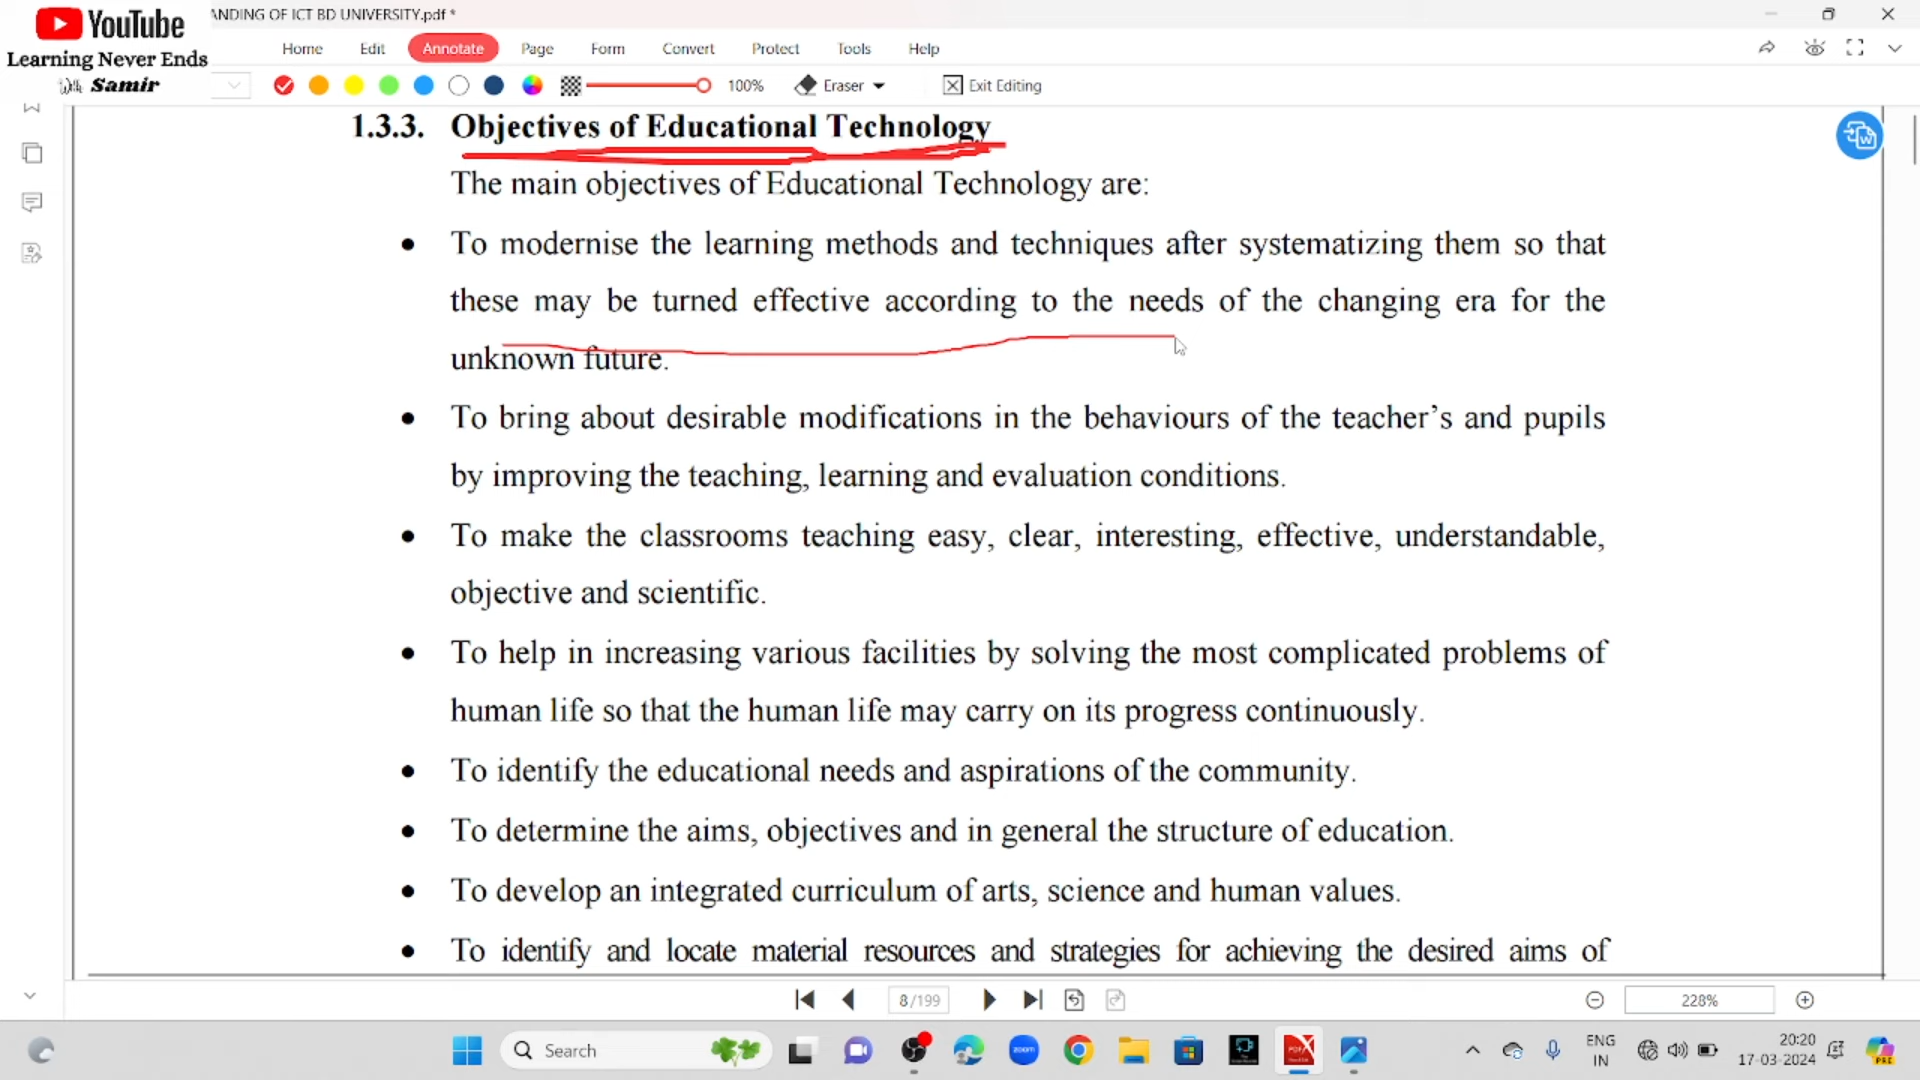 YouTube
Learning Never Ends
Samir
ANDING OF ICT BD UNIVERSITY.pdf *
Home Edit Annotate Page Form Convert Protect Tools Help
100% Eraser Exit Editing
1.3.3. Objectives of Educational Technology
The main objectives of Educational Technology are:
• To modernise the learning methods and techniques after systematizing them so that
these may be turned effective according to the needs of the changing era for the
unknown future.
• To bring about desirable modifications in the behaviours of the teacher’s and pupils
by improving the teaching, learning and evaluation conditions.
• To make the classrooms teaching easy, clear, interesting, effective, understandable,
objective and scientific.
• To help in increasing various facilities by solving the most complicated problems of
human life so that the human life may carry on its progress continuously.
• To identify the educational needs and aspirations of the community.
• To determine the aims, objectives and in general the structure of education.
• To develop an integrated curriculum of arts, science and human values.
• To identify and locate material resources and strategies for achieving the desired aims of
8/199 228%
Search zoom ENG 20:20
IN 17-03-2024